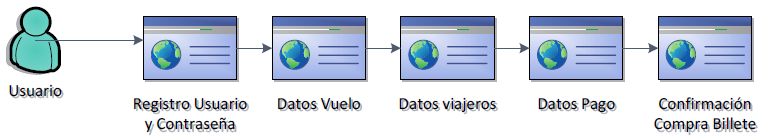 Usuario
Registro Usuario
y Contraseña
Datos Vuelo
Datos viajeros
Datos Pago
Confirmación
Compra Billete